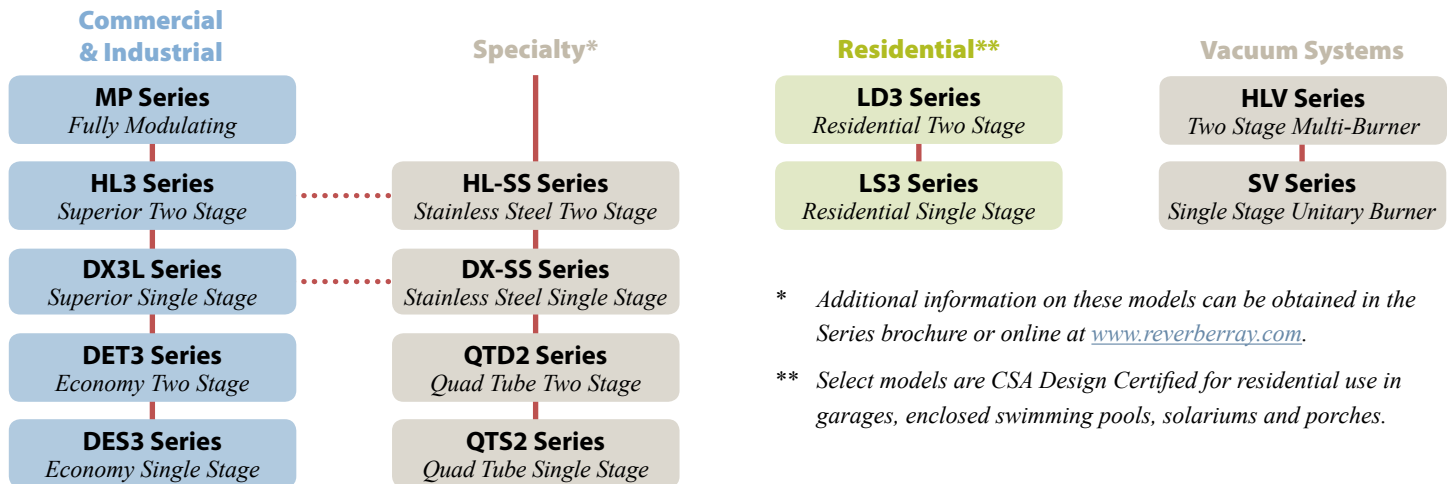 Commercial
& Industrial
MP Series
Fully Modulating
HL3 Series
Superior Two Stage
DX3L Series
Superior Single Stage
DET3 Series
Economy Two Stage
DES3 Series
Economy Single Stage
Specialty*
HL-SS Series
Stainless Steel Two Stage
DX-SS Series
Stainless Steel Single Stage
QTD2 Series
Quad Tube Two Stage
QTS2 Series
Quad Tube Single Stage
Residential**
LD3 Series
Residential Two Stage
LS3 Series
Residential Single Stage
Vacuum Systems
HLV Series
Two Stage Multi-Burner
SV Series
Single Stage Unitary Burner
* Additional information on these models can be obtained in the
Series brochure or online at www.reverberray.com.
** Select models are CSA Design Certified for residential use in
garages, enclosed swimming pools, solariums and porches.